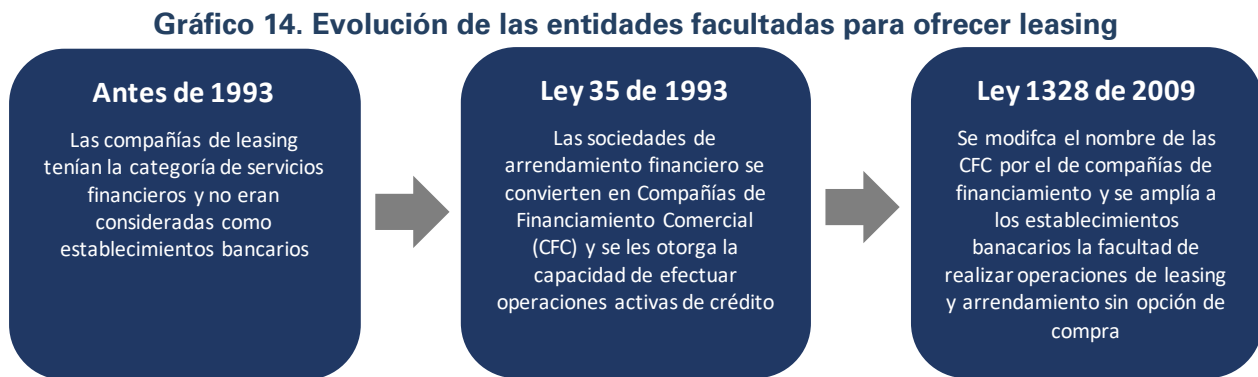 Gráfico 14. Evolución de las entidades facultadas para ofrecer leasing
Antes de 1993
Las compañías de leasing
tenían la categoría de servicios
financieros y no eran
consideradas como
establecimientos bancarios
Ley 35 de 1993
Las sociedades de
arrendamiento financiero se
convierten en Compañías de
Financiamiento Comercial
(CFC) y se les otorga la
capacidad de efectuar
operaciones activas de crédito
Ley 1328 de 2009
Se modifca el nombre de las
CFC por el de compañías de
financiamiento y se amplía a
los establecimientos
banacarios la facultad de
realizar operaciones de leasing
y arrendamiento sin opción de
compra